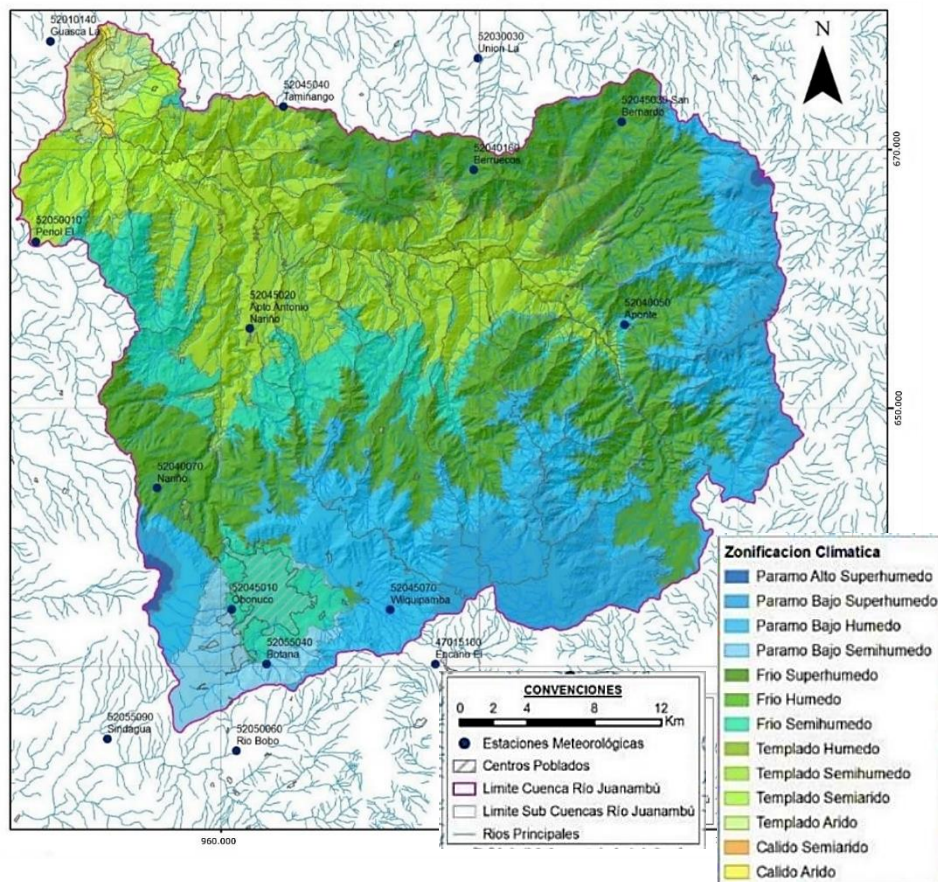 52010140
Guasca La
52030030
Union La
N
52045040
Taminango
52045035 San
Bernardo
670.000
52040160
Berruecos
52050010
Penol El
52045020
Apto Antonio
Nariño
52040050
Aponte
650.000
52040070
Nariño
52045010
Obonuco
52045070
Wilquipamba
52055040
Botana
47015100
Encano El
52055090
Sindagua
52050060
Rio Bobo
960.000
CONVENCIONES
0 2 4 8 12
Km
Estaciones Meteorológicas
Centros Poblados
Limite Cuenca Río Juanambú
Limite Sub Cuencas Río Juanambú
Rios Principales
Zonificacion Climatica
Paramo Alto Superhumedo
Paramo Bajo Superhumedo
Paramo Bajo Humedo
Paramo Bajo Semihumedo
Frio Superhumedo
Frio Humedo
Frio Semihumedo
Templado Humedo
Templado Semihumedo
Templado Semiarido
Templado Arido
Calido Semiarido
Calido Arido